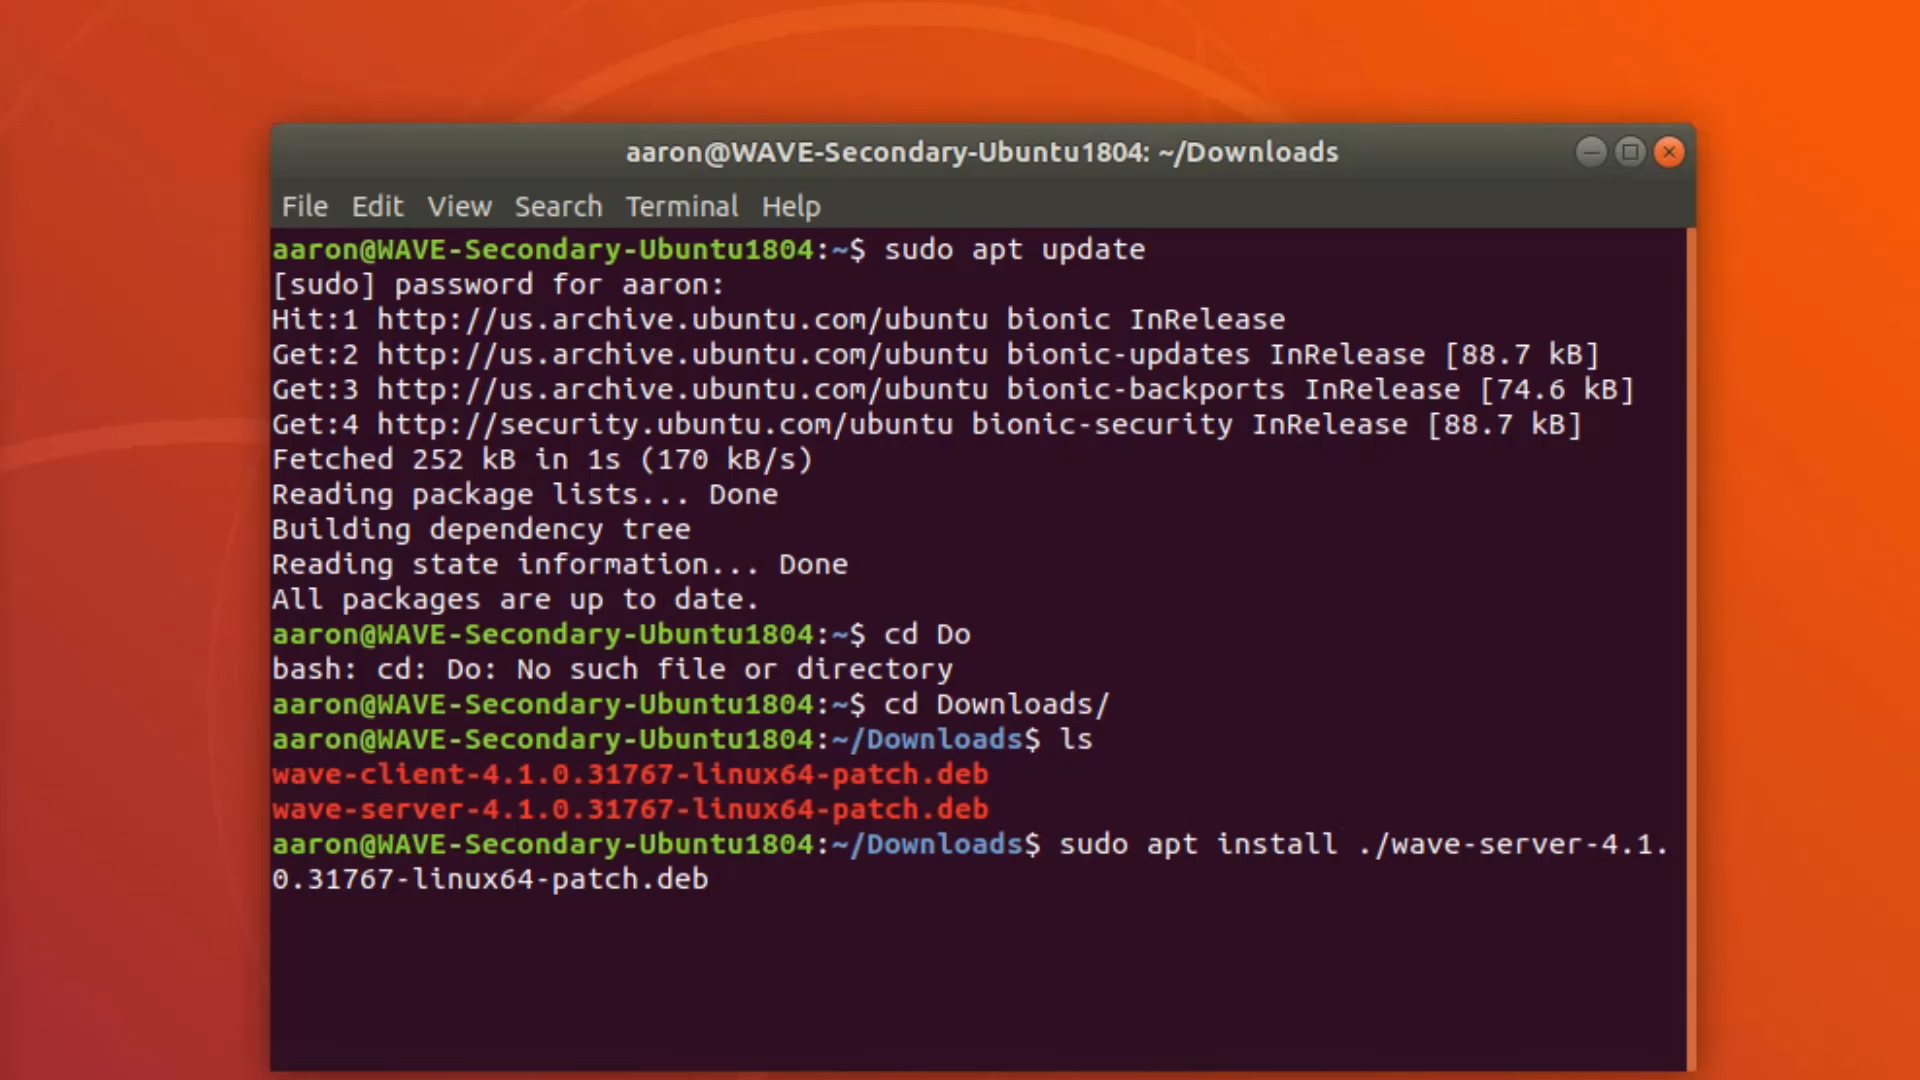 aaron@WAVE-Secondary-Ubuntu1804: ~/Downloads
File Edit View Search Terminal Help
aaron@WAVE-Secondary-Ubuntu1804:~$ sudo apt update
[sudo] password for aaron:
Hit:1 http://us.archive.ubuntu.com/ubuntu bionic InRelease
Get:2 http://us.archive.ubuntu.com/ubuntu bionic-updates InRelease [88.7 kB]
Get:3 http://us.archive.ubuntu.com/ubuntu bionic-backports InRelease [74.6 kB]
Get:4 http://security.ubuntu.com/ubuntu bionic-security InRelease [88.7 kB]
Fetched 252 kB in 1s (170 kB/s)
Reading package lists... Done
Building dependency tree
Reading state information... Done
All packages are up to date.
aaron@WAVE-Secondary-Ubuntu1804:~$ cd Do
bash: cd: Do: No such file or directory
aaron@WAVE-Secondary-Ubuntu1804:~$ cd Downloads/
aaron@WAVE-Secondary-Ubuntu1804:~/Downloads$ ls
wave-client-4.1.0.31767-linux64-patch.deb
wave-server-4.1.0.31767-linux64-patch.deb
aaron@WAVE-Secondary-Ubuntu1804:~/Downloads$ sudo apt install ./wave-server-4.1.
0.31767-linux64-patch.deb